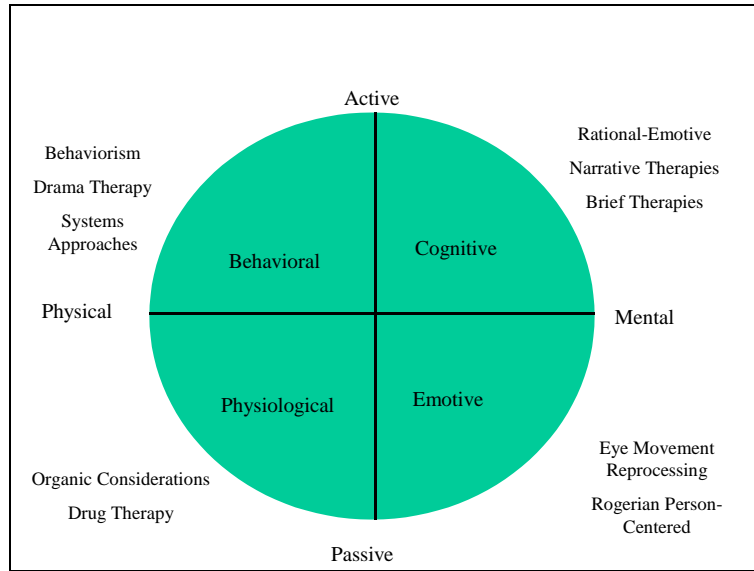 Active
Behaviorism
Drama Therapy
Systems
Approaches
Rational-Emotive
Narrative Therapies
Brief Therapies
Behavioral
Cognitive
Physical
Mental
Physiological
Emotive
Organic Considerations
Drug Therapy
Eye Movement
Reprocessing
Rogerian Person-
Centered
Passive